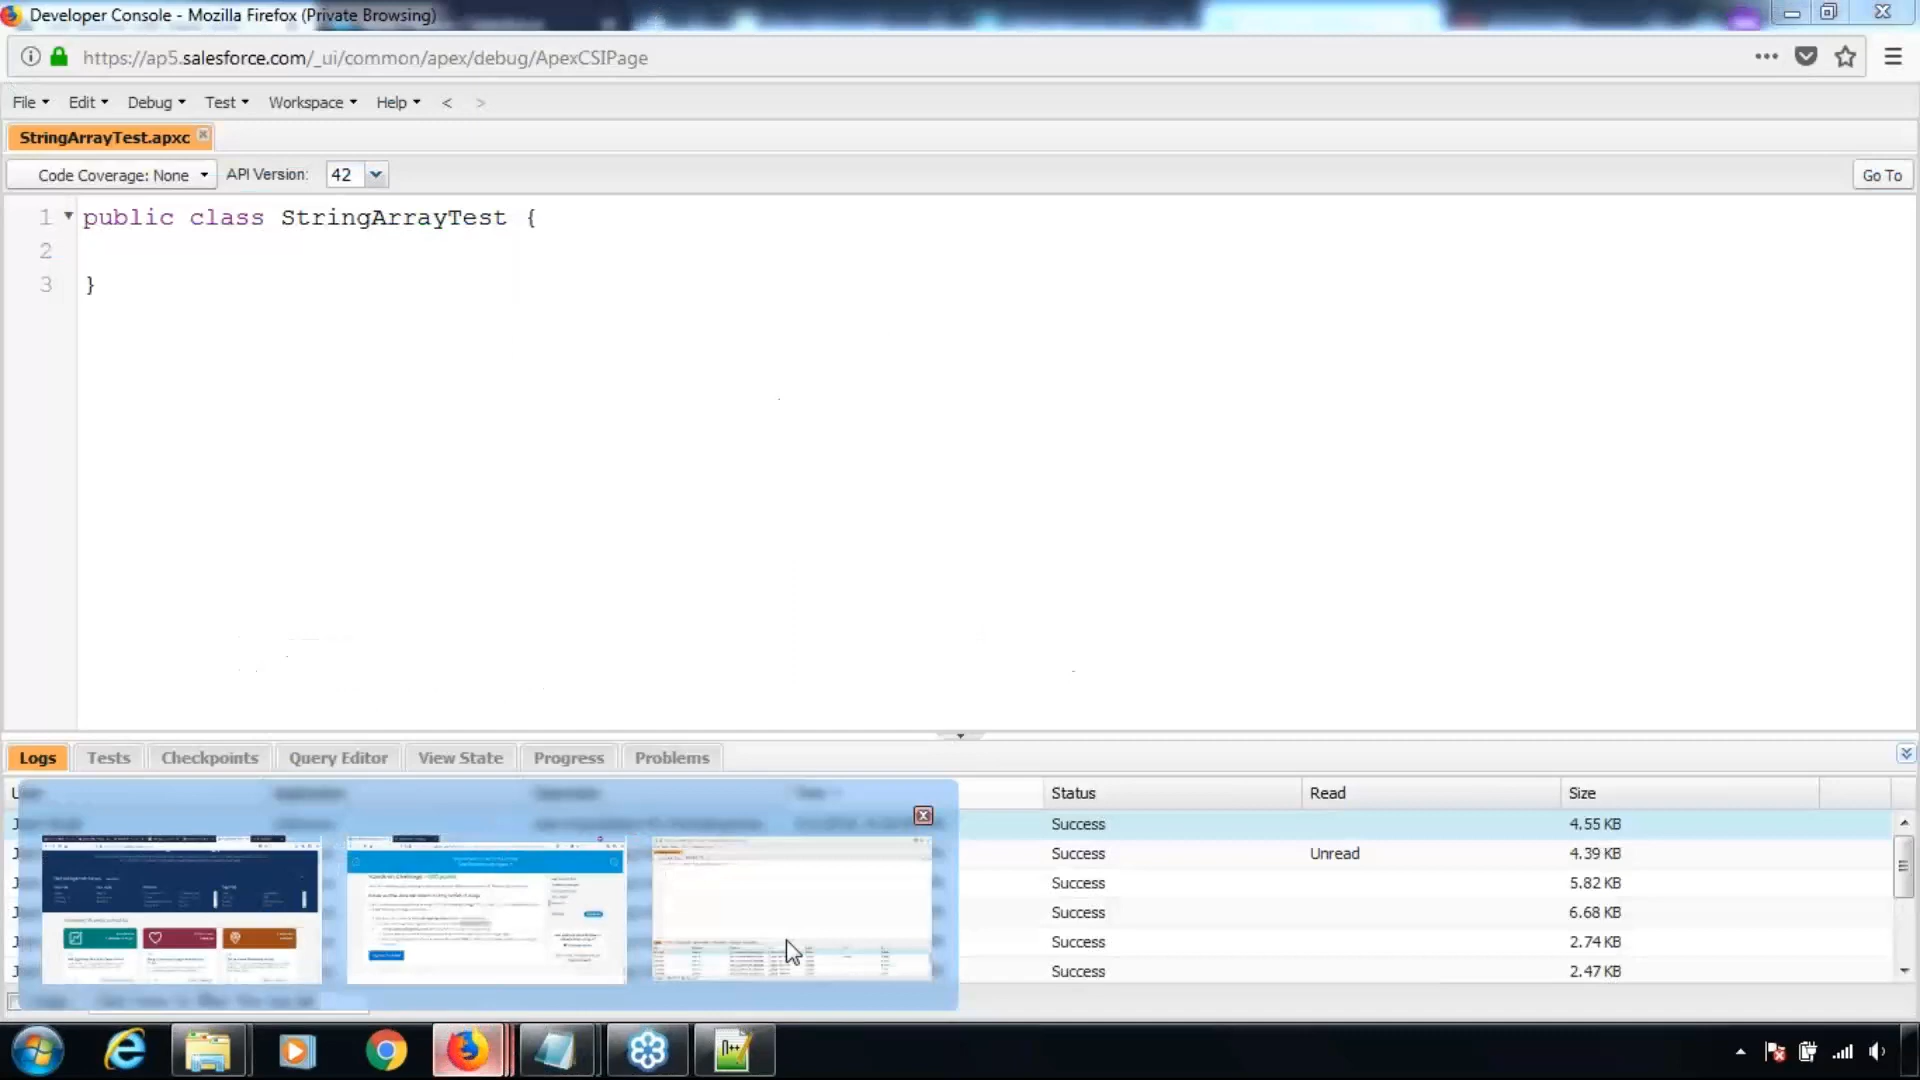 Developer Console - Mozilla Firefox (Private Browsing)
https://ap5.salesforce.com/_ui/common/apex/debug/ApexCSIPage
File Edit Debug Test Workspace Help < >
StringArrayTest.apxc
Code Coverage: None API Version: 42 Go To
1 public class StringArrayTest {
2
3 }
Logs Tests Checkpoints Query Editor View State Progress Problems
Status Read Size
Success 4.55 KB
Success Unread 4.39 KB
Success 5.82 KB
Success 6.68 KB
Success 2.74 KB
Success 2.47 KB